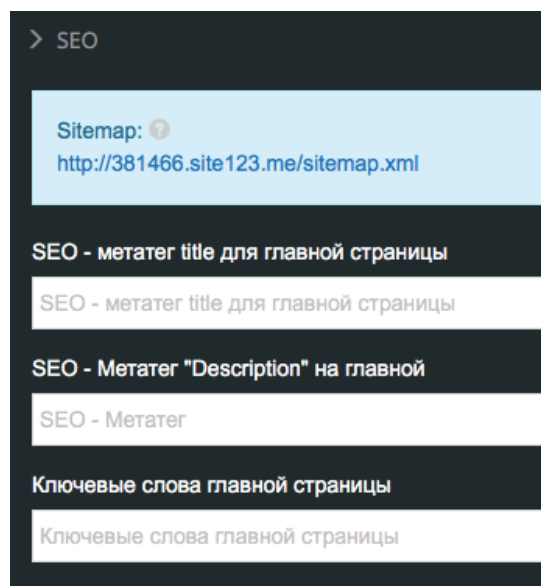 SEO
Sitemap:
http://381466.site123.me/sitemap.xml
SEO - метатег title для главной страницы
SEO - метатег title для главной страницы
SEO - Метатег "Description" на главной
SEO - Метатег
Ключевые слова главной страницы
Ключевые слова главной страницы